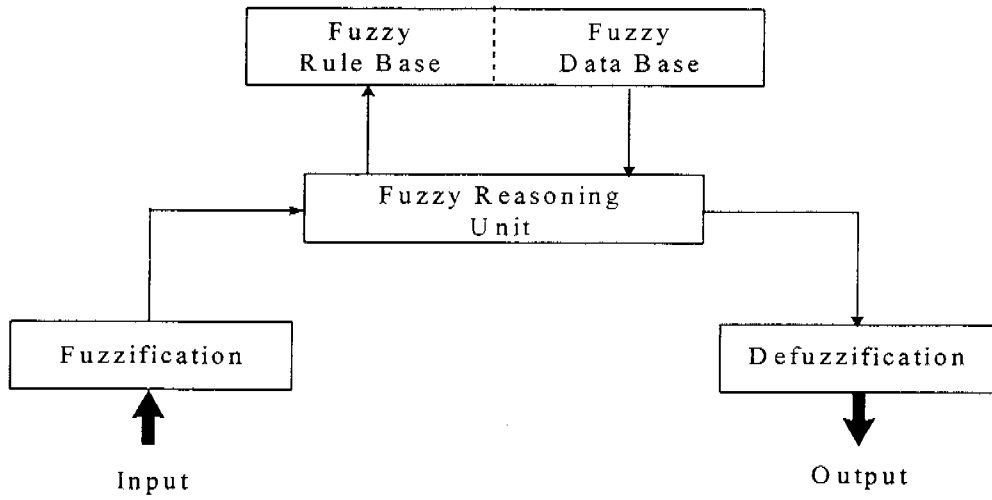 Fuzzy
Rule Base
Fuzzy
Data Base
Fuzzy Reasoning
Unit
Fuzzification
Defuzzification
Input
Output